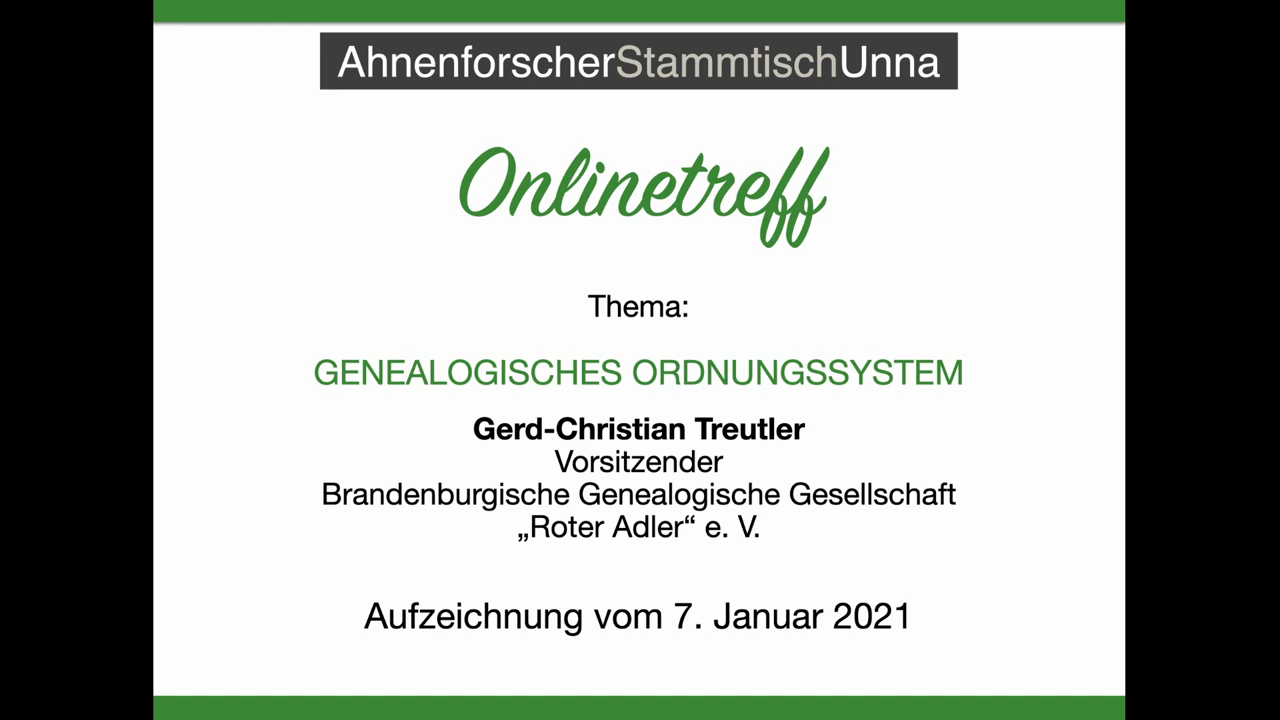 AhnenforscherStammtischUnna
Onlinetreff
Thema:
GENEALOGISCHES ORDNUNGSSYSTEM
Gerd-Christian Treutler
Vorsitzender
Brandenburgische Genealogische Gesellschaft
„Roter Adler“ e. V.
Aufzeichnung vom 7. Januar 2021